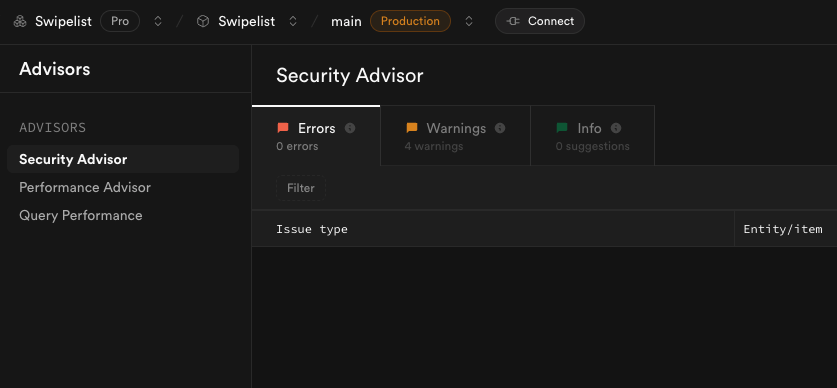 Swipelist Pro / Swipelist / main Production Connect
Advisors
Security Advisor
ADVISORS
Security Advisor
Performance Advisor
Query Performance
Errors
0 errors
Warnings
4 warnings
Info
0 suggestions
Filter
Issue type
Entity/item